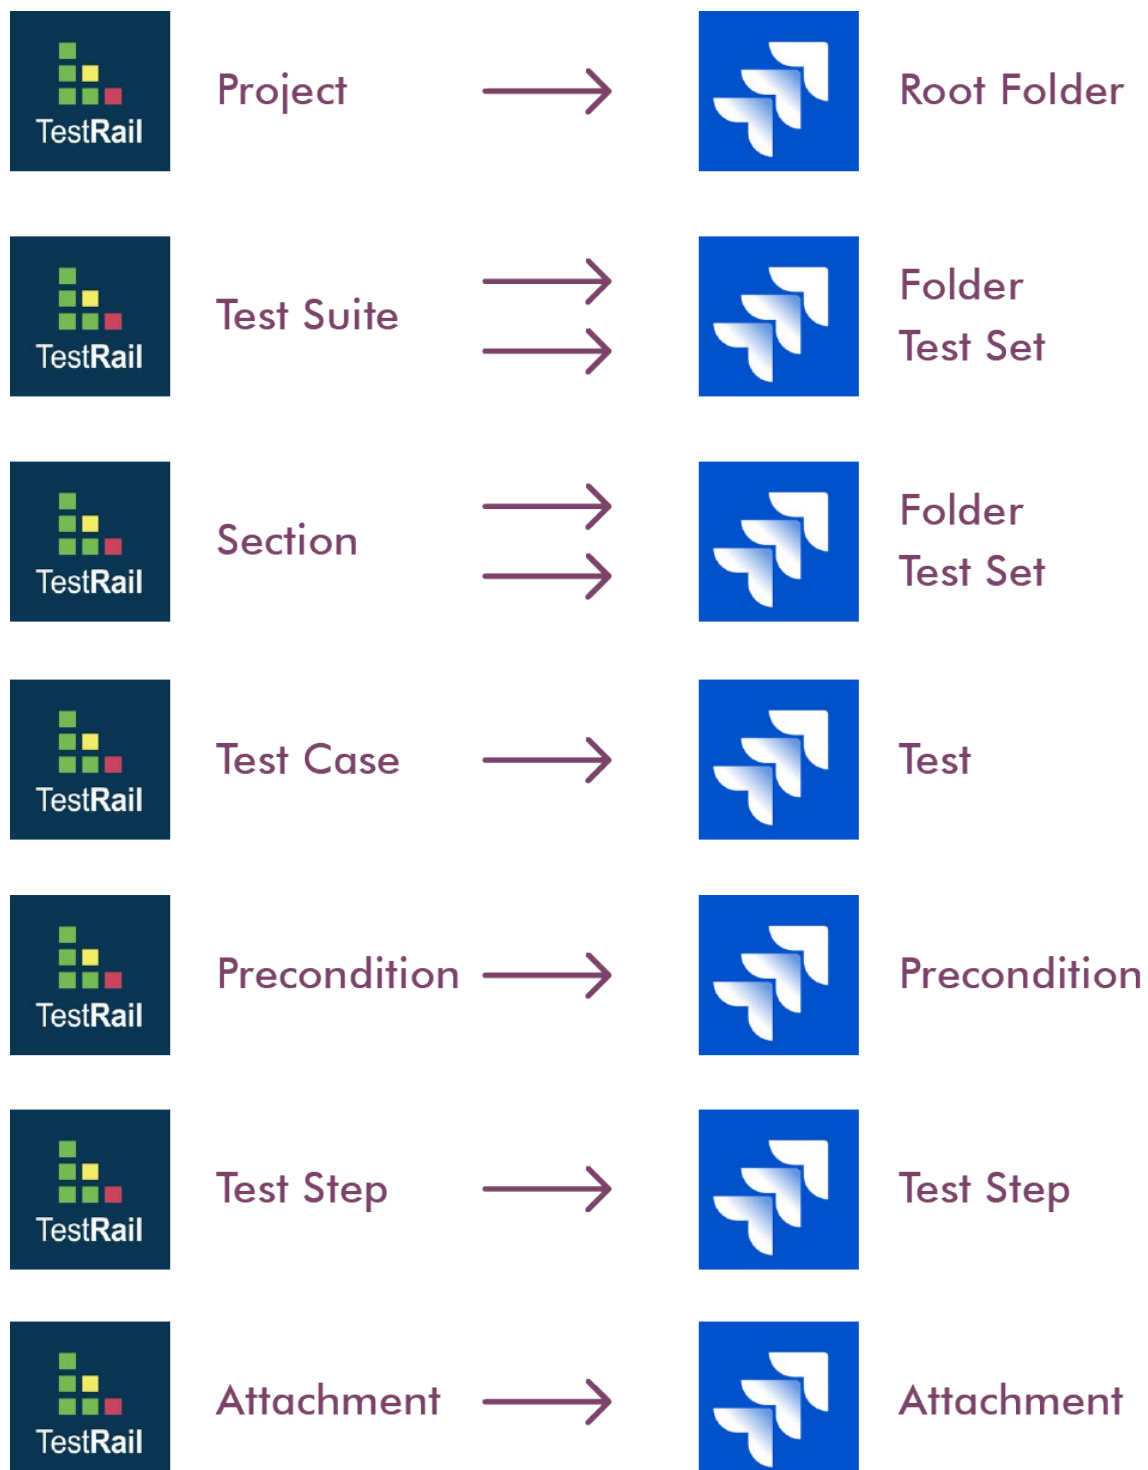 Project
Root Folder
TestRail
Folder
Test Suite
Test Set
TestRail
Folder
Section
Test Set
TestRail
Test Case
Test
TestRail
Precondition
Precondition
TestRail
Test Step
Test Step
TestRail
Attachment
Attachment
TestRail